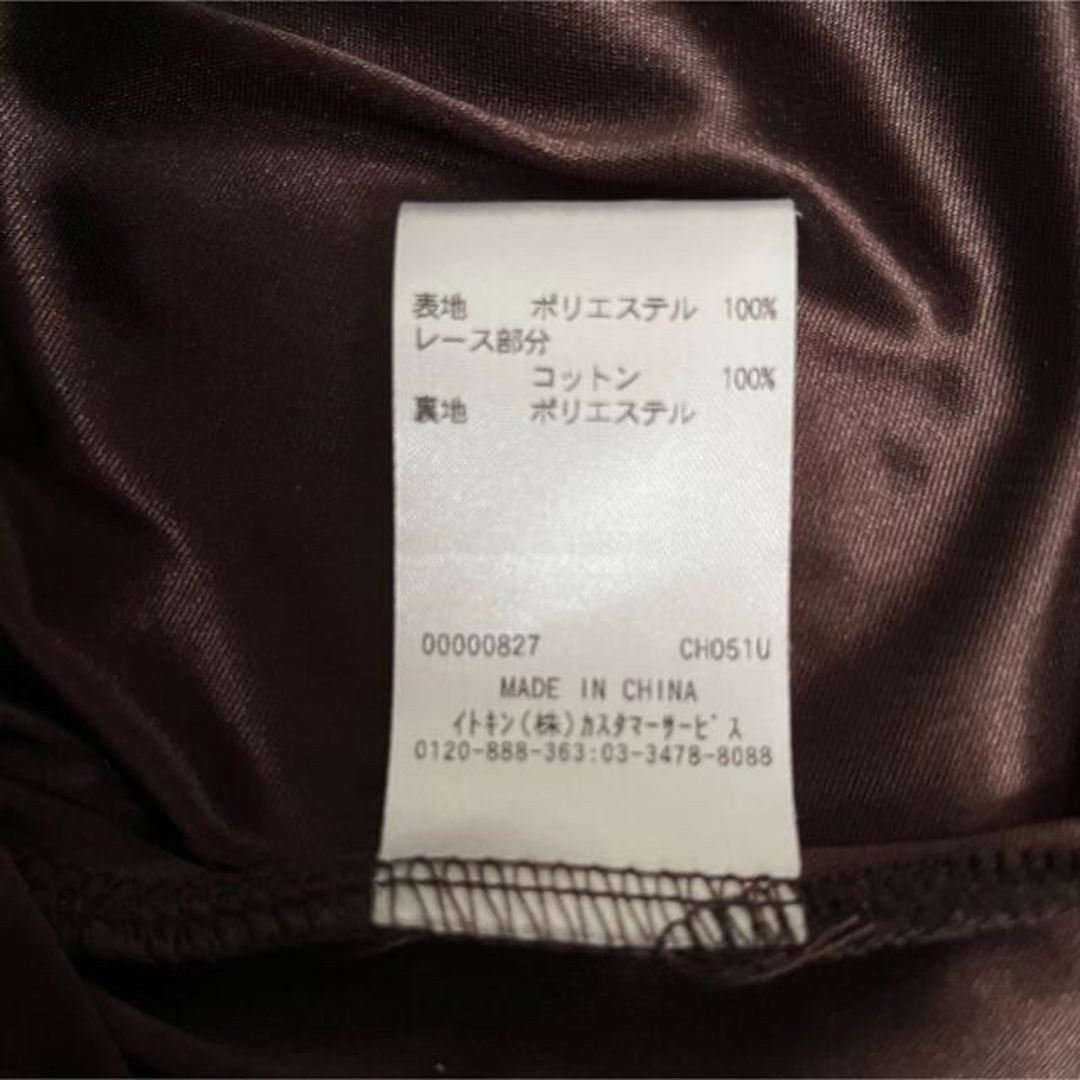 表地 ポリエステル 100%
レース部分
コットン 100%
裏地 ポリエステル
00000827 CH051U
MADE IN CHINA
ｲﾄｷﾝ(株)ｶｽﾀﾏｰｻｰﾋﾞｽ
0120-888-363:03-3478-8088